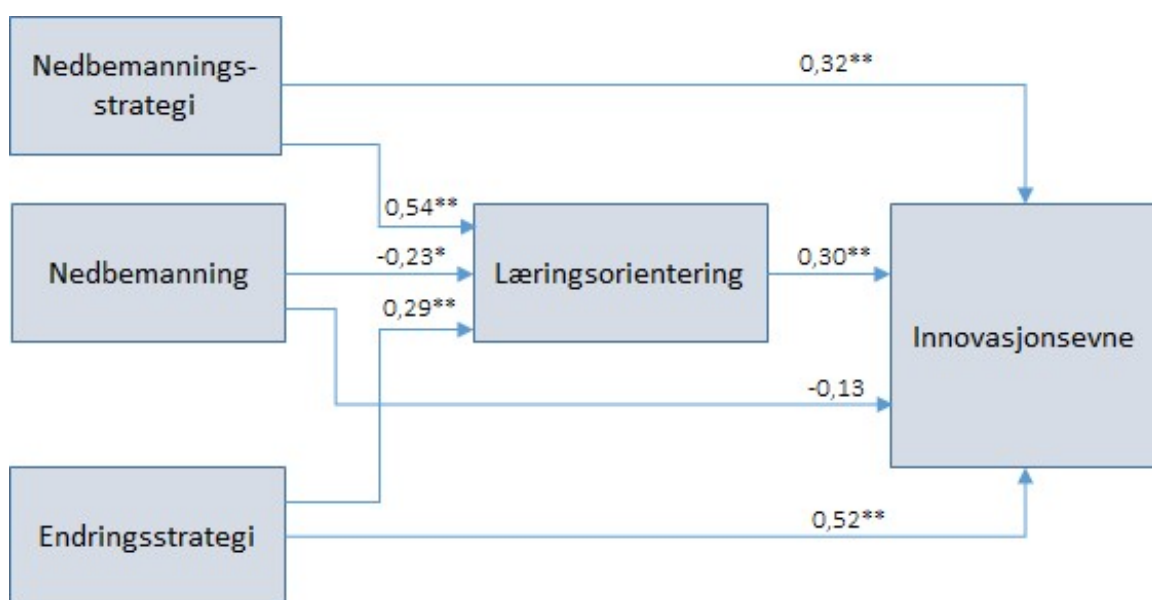 Nedbemannings-
strategi
0,32**
0,54**
Nedbemanning
-0,23*
Læringsorientering
0,30**
0,29**
Innovasjonsevne
-0,13
Endringsstrategi
0,52**